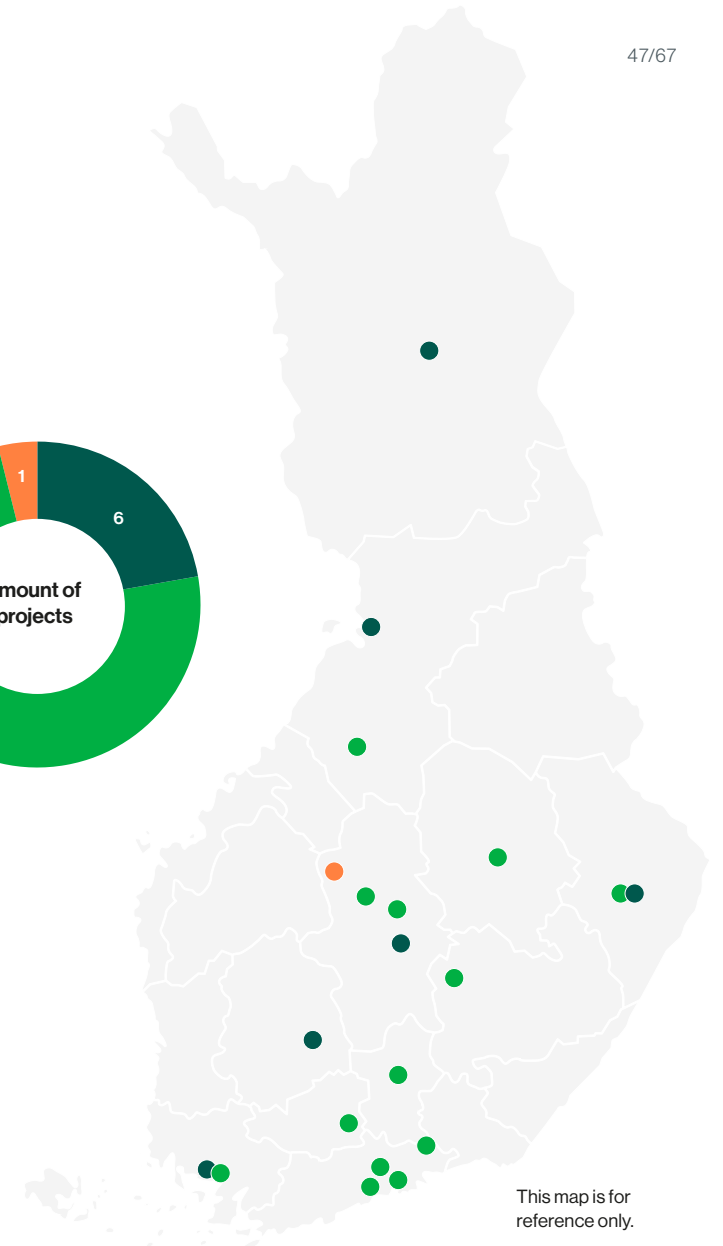 47/67
1
6
mount of
projects
This map is for
reference only.